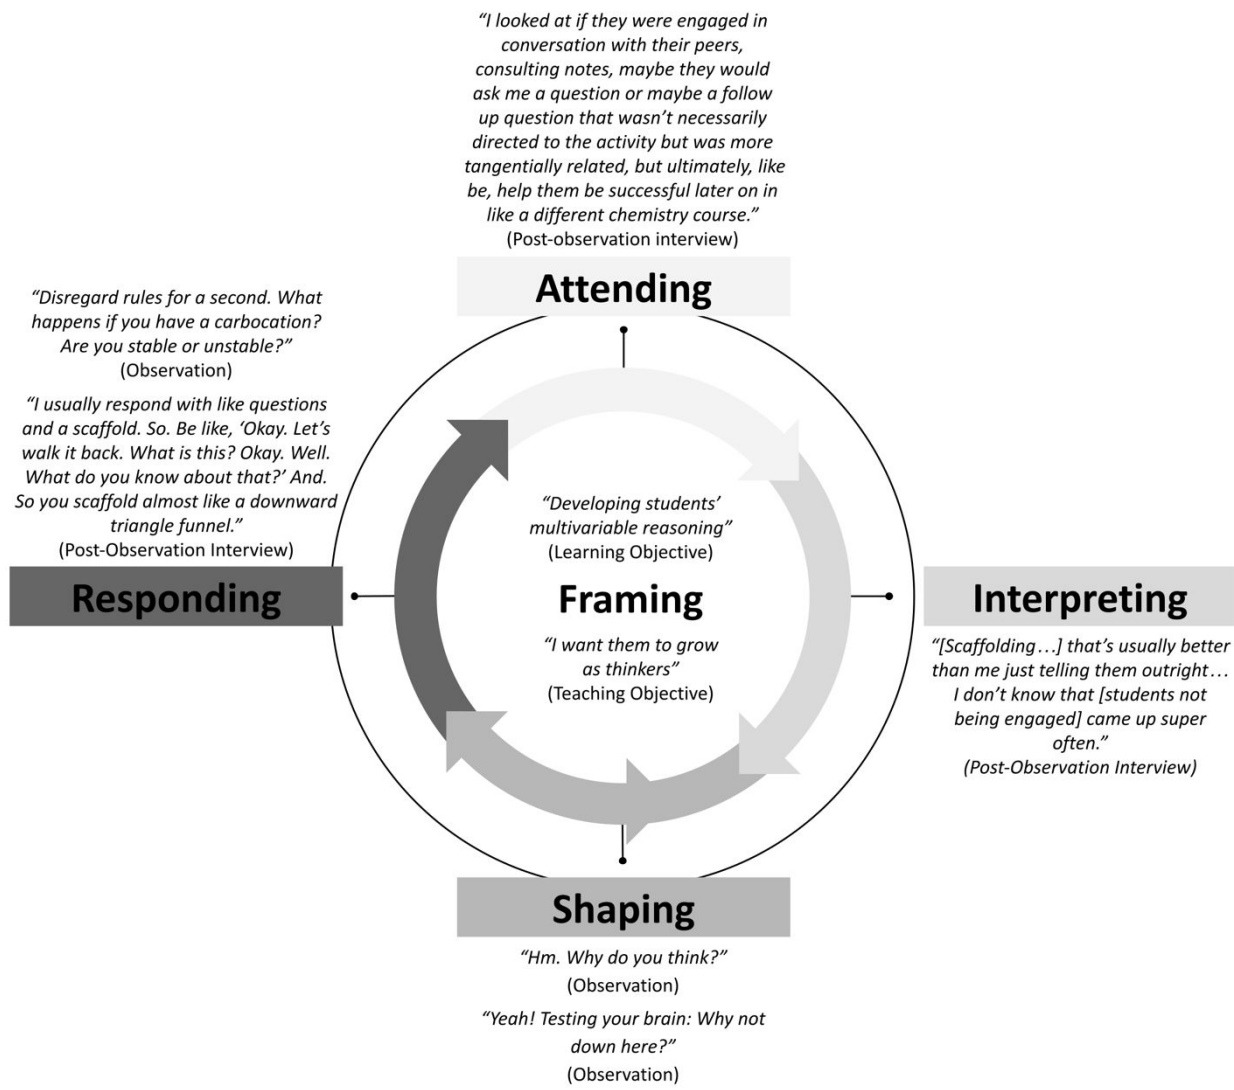 “I looked at if they were engaged in
conversation with their peers,
consulting notes, maybe they would
ask me a question or maybe a follow
up question that wasn’t necessarily
directed to the activity but was more
tangentially related, but ultimately, like
be, help them be successful later on in
like a different chemistry course.”
(Post-observation interview)
Attending
“Disregard rules for a second. What
happens if you have a carbocation?
Are you stable or unstable?”
(Observation)
“I usually respond with like questions
and a scaffold. So. Be like, ‘Okay. Let’s
walk it back. What is this? Okay. Well.
What do you know about that?’ And.
So you scaffold almost like a downward
triangle funnel.”
(Post-Observation Interview)
Responding
“Developing students’
multivariable reasoning”
(Learning Objective)
Framing
“I want them to grow
as thinkers”
(Teaching Objective)
Interpreting
“[Scaffolding…] that’s usually better
than me just telling them outright…
I don’t know that [students not
being engaged] came up super
often.”
(Post-Observation Interview)
Shaping
“Hm. Why do you think?”
(Observation)
“Yeah! Testing your brain: Why not
down here?”
(Observation)